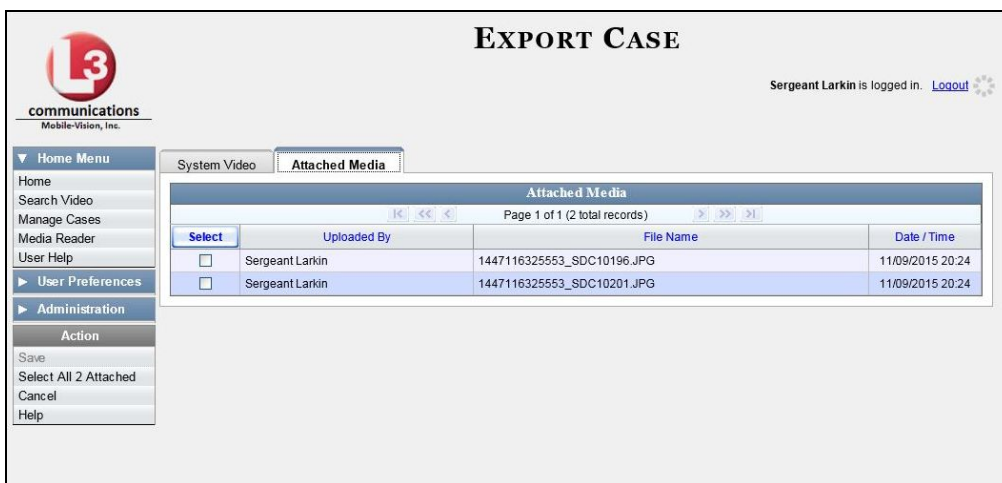 EXPORT CASE
L3
communications
Mobile-Vision, Inc.
Sergeant Larkin is logged in. Logout
▼ Home Menu
Home
Search Video
Manage Cases
Media Reader
User Help
► User Preferences
► Administration
Action
Save
Select All 2 Attached
Cancel
Help
System Video Attached Media
Attached Media
|< << < Page 1 of 1 (2 total records) > >> >|
Select Uploaded By File Name Date / Time
Sergeant Larkin 1447116325553_SDC10196.JPG 11/09/2015 20:24
Sergeant Larkin 1447116325553_SDC10201.JPG 11/09/2015 20:24